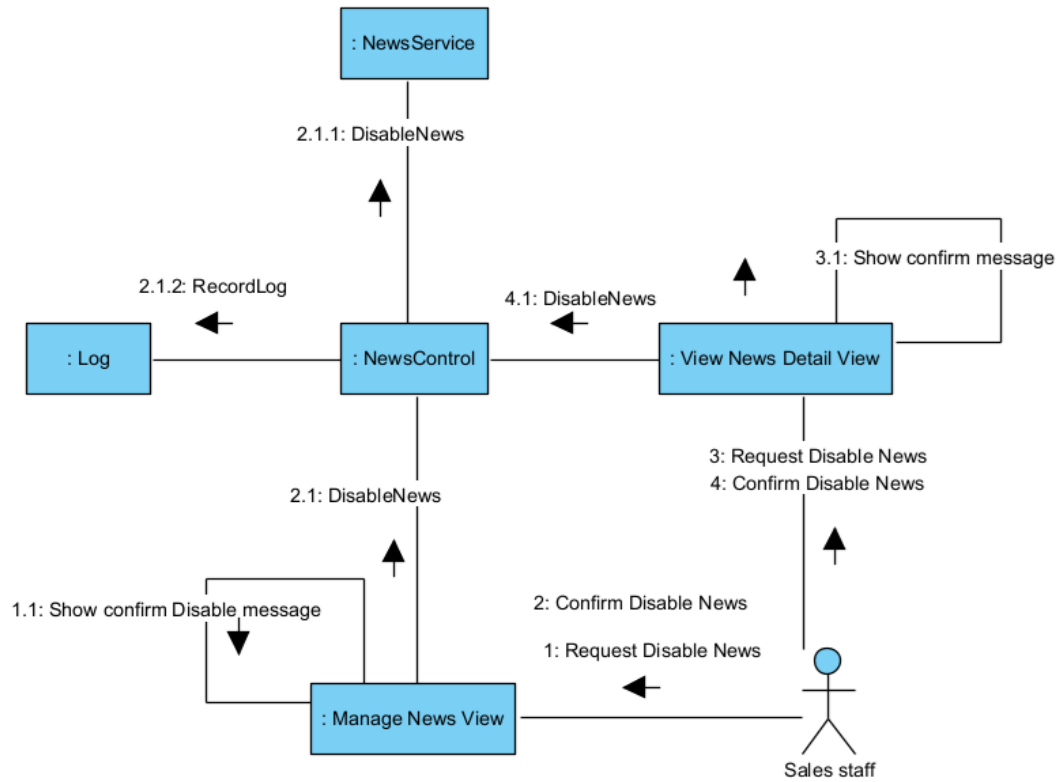 : NewsService
2.1.1: DisableNews
3.1: Show confirm message
2.1.2: RecordLog
4.1: DisableNews
: Log
: NewsControl
: View News Detail View
3: Request Disable News
4: Confirm Disable News
2.1: DisableNews
1.1: Show confirm Disable message
2: Confirm Disable News
1: Request Disable News
: Manage News View
Sales staff